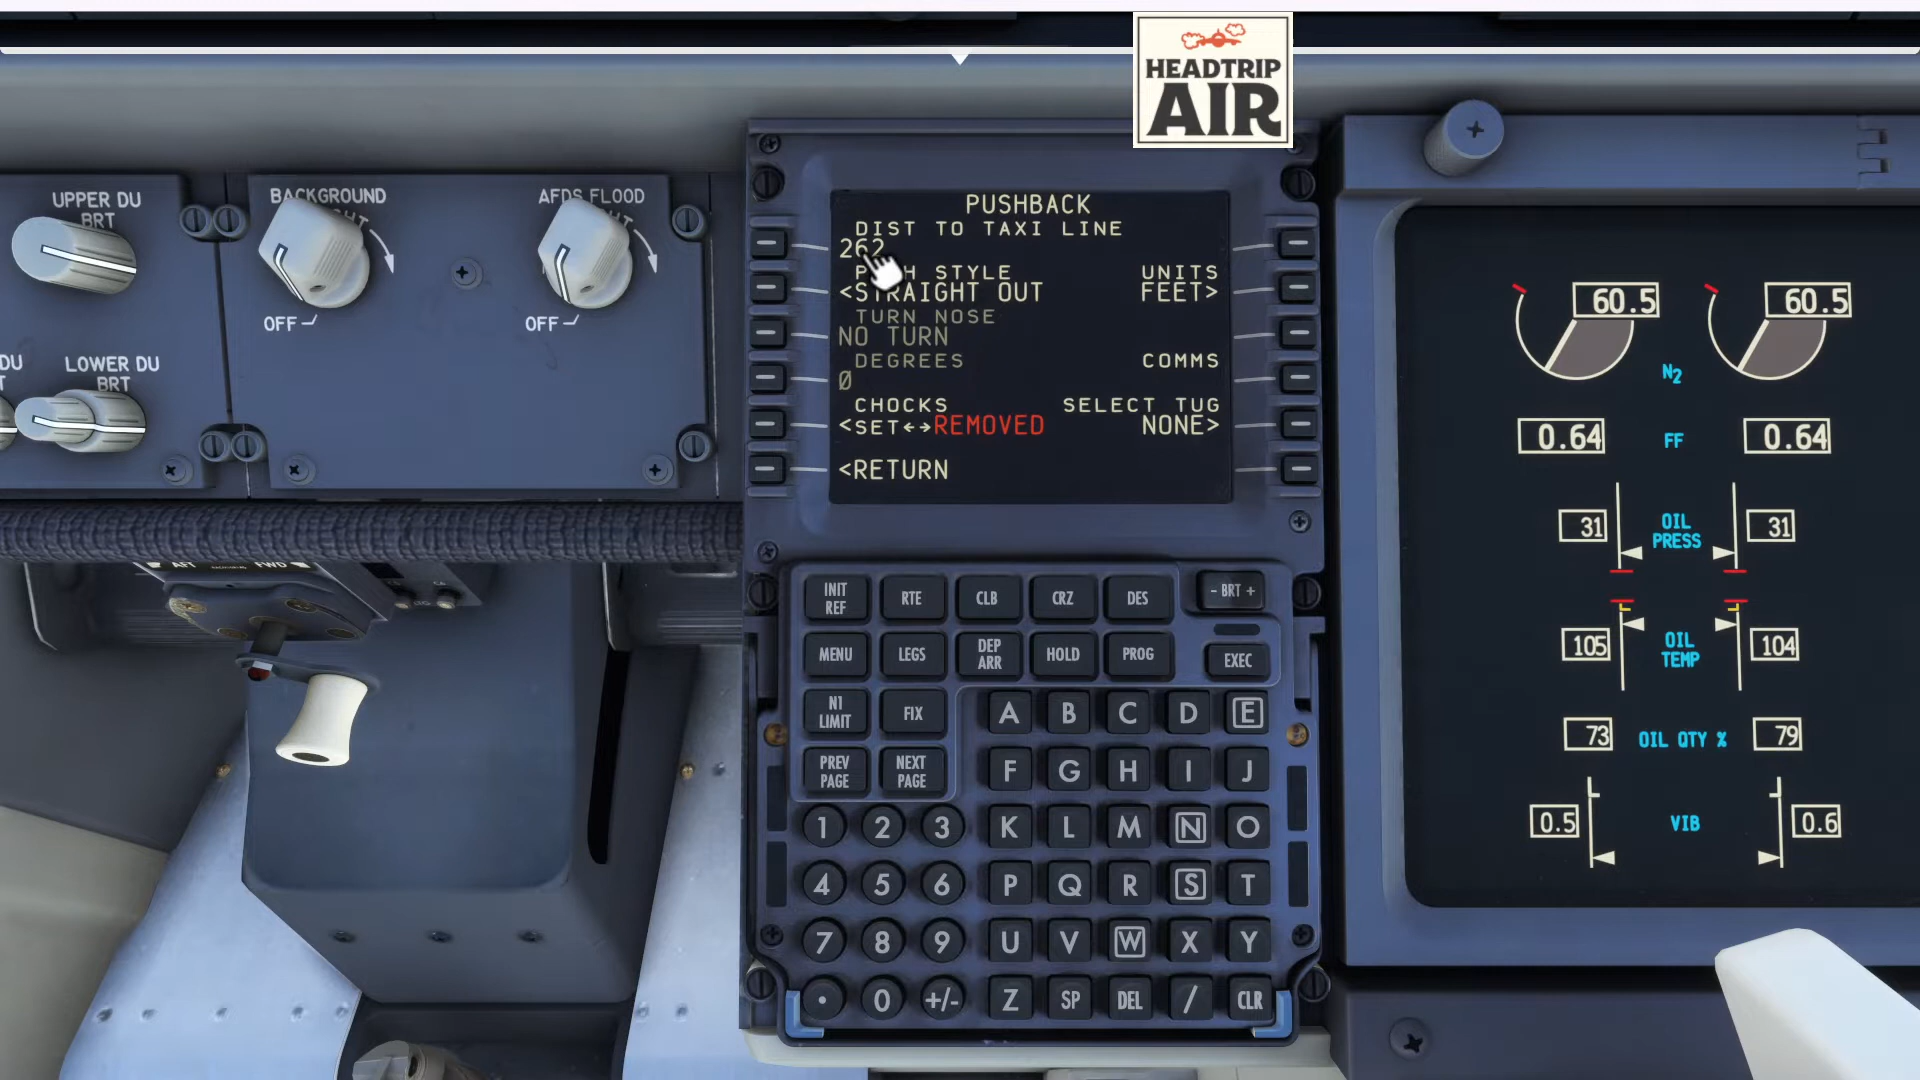 HEADTRIP
AIR
UPPER DU
BRT
BACKGROUND
AFDS FLOOD
OFF
OFF
LOWER DU
BRT
DU
AFT
FWD
PUSHBACK
DIST TO TAXI LINE
262
STYLE
UNITS
<STRAIGHT OUT
FEET>
TURN NOSE
NO TURN
DEGREES
COMMS
0
CHOCKS
SELECT TUG
<SET↔REMOVED
NONE>
<RETURN
60.5
60.5
N2
0.64
FF
0.64
31
OIL
PRESS
31
105
OIL
TEMP
104
73
OIL QTY %
79
0.5
VIB
0.6
INIT
REF
RTE
CLB
CRZ
DES
- BRT +
MENU
LEGS
DEP
ARR
HOLD
PROG
EXEC
N1
LIMIT
FIX
A B C D E
PREV
PAGE
NEXT
PAGE
F G H I J
1 2 3 K L M N O
4 5 6 P Q R S T
7 8 9 U V W X Y
. 0 +/- Z SP DEL / CLR